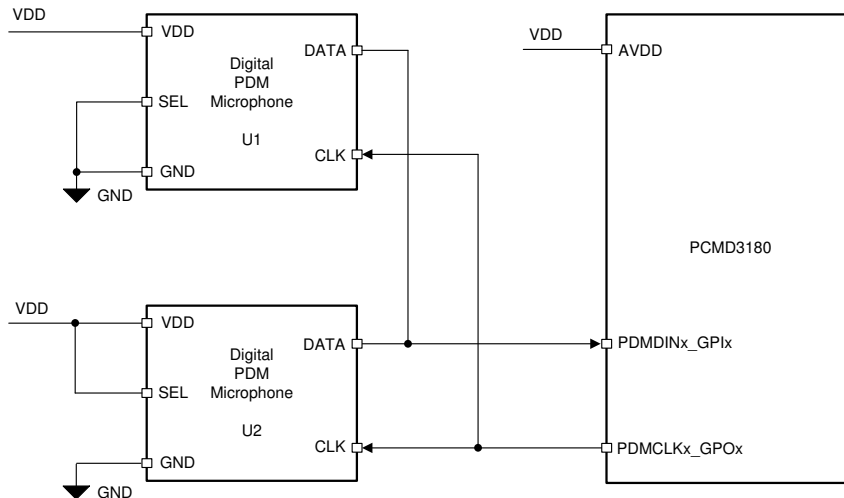 VDD
VDD
Digital
PDM
Microphone
U1
DATA
SEL
CLK
GND
GND
VDD
AVDD
PCMD3180
PDMDINx_GPIx
PDMCLKx_GPOx
VDD
VDD
Digital
PDM
Microphone
U2
DATA
SEL
CLK
GND
GND